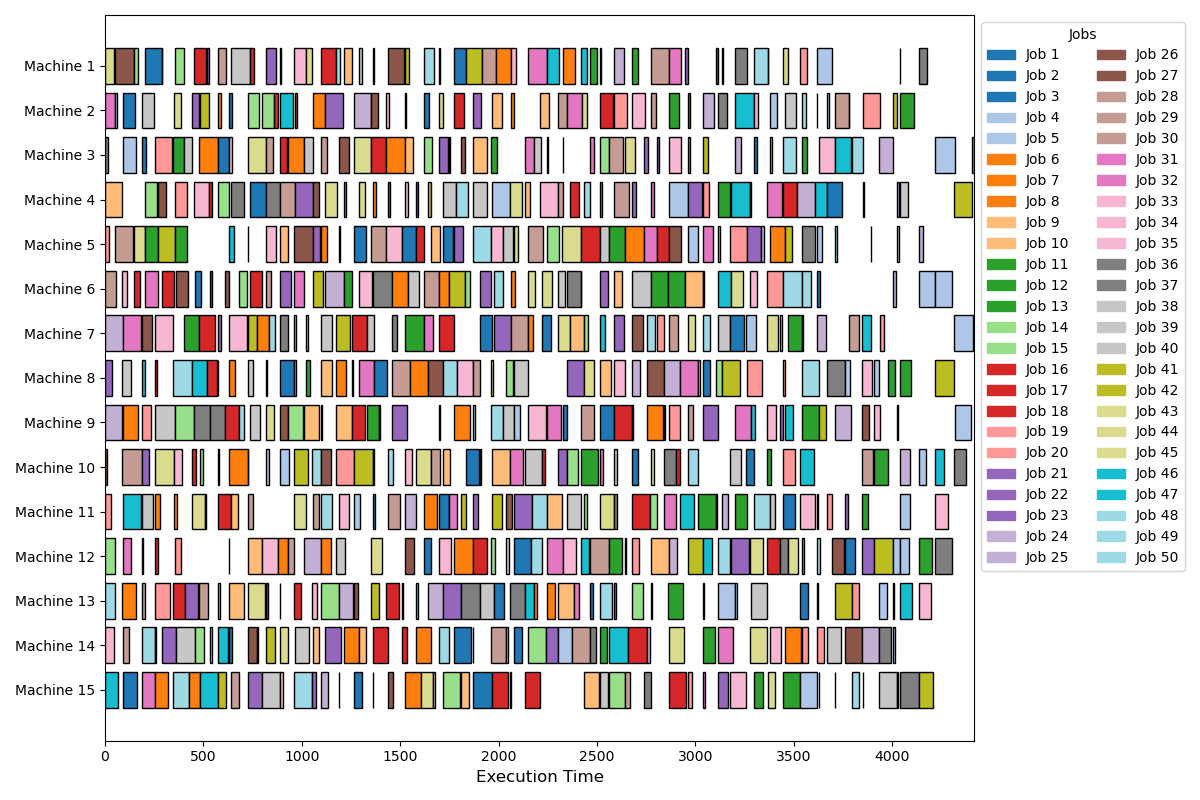 Machine 1
Machine 2
Machine 3
Machine 4
Machine 5
Machine 6
Machine 7
Machine 8
Machine 9
Machine 10
Machine 11
Machine 12
Machine 13
Machine 14
Machine 15
0 500 1000 1500 2000 2500 3000 3500 4000
Execution Time
Jobs
Job 1
Job 2
Job 3
Job 4
Job 5
Job 6
Job 7
Job 8
Job 9
Job 10
Job 11
Job 12
Job 13
Job 14
Job 15
Job 16
Job 17
Job 18
Job 19
Job 20
Job 21
Job 22
Job 23
Job 24
Job 25
Job 26
Job 27
Job 28
Job 29
Job 30
Job 31
Job 32
Job 33
Job 34
Job 35
Job 36
Job 37
Job 38
Job 39
Job 40
Job 41
Job 42
Job 43
Job 44
Job 45
Job 46
Job 47
Job 48
Job 49
Job 50